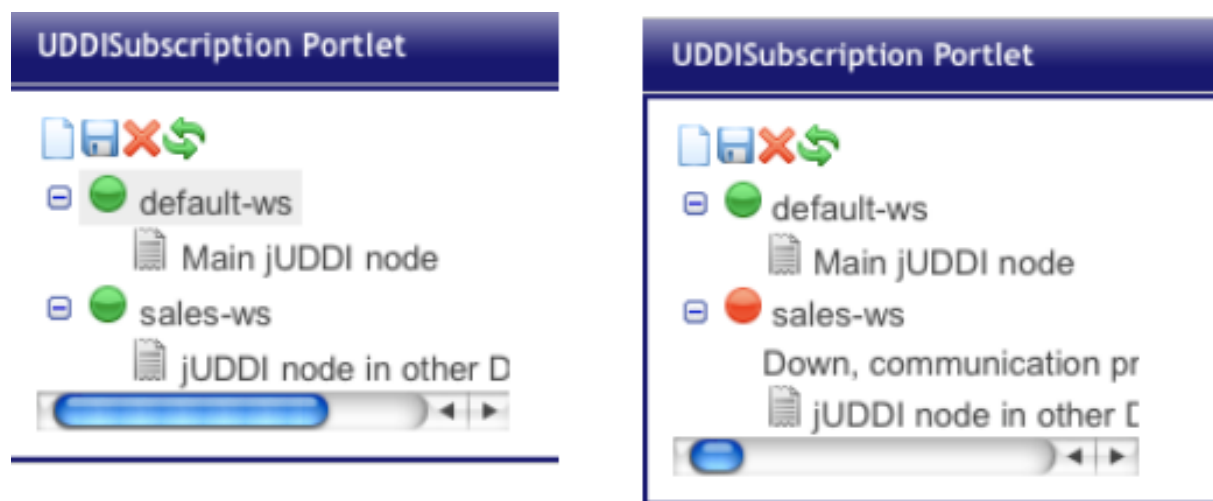 UDDISubscription Portlet
default-ws
Main jUDDI node
sales-ws
jUDDI node in other D
UDDISubscription Portlet
default-ws
Main jUDDI node
sales-ws
Down, communication pr
jUDDI node in other